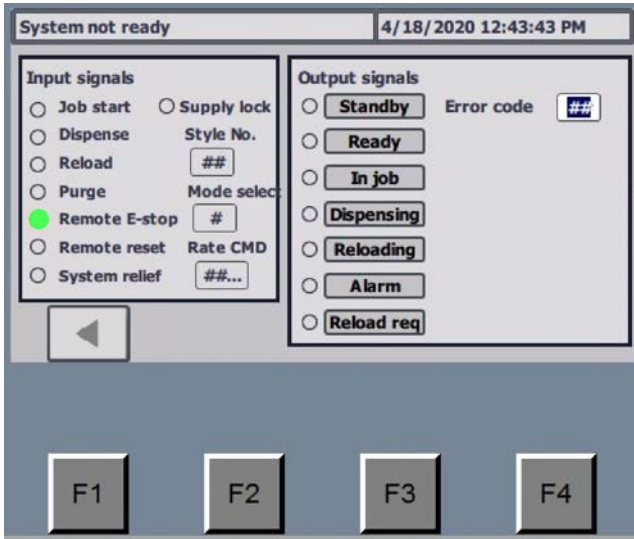 System not ready
4/18/2020 12:43:43 PM
Input signals
Job start
Supply lock
Dispense
Style No.
Reload
##
Purge
Mode select
Remote E-stop
#
Remote reset
Rate CMD
System relief
##...
Output signals
Standby
Error code
##
Ready
In job
Dispensing
Reloading
Alarm
Reload req
F1
F2
F3
F4